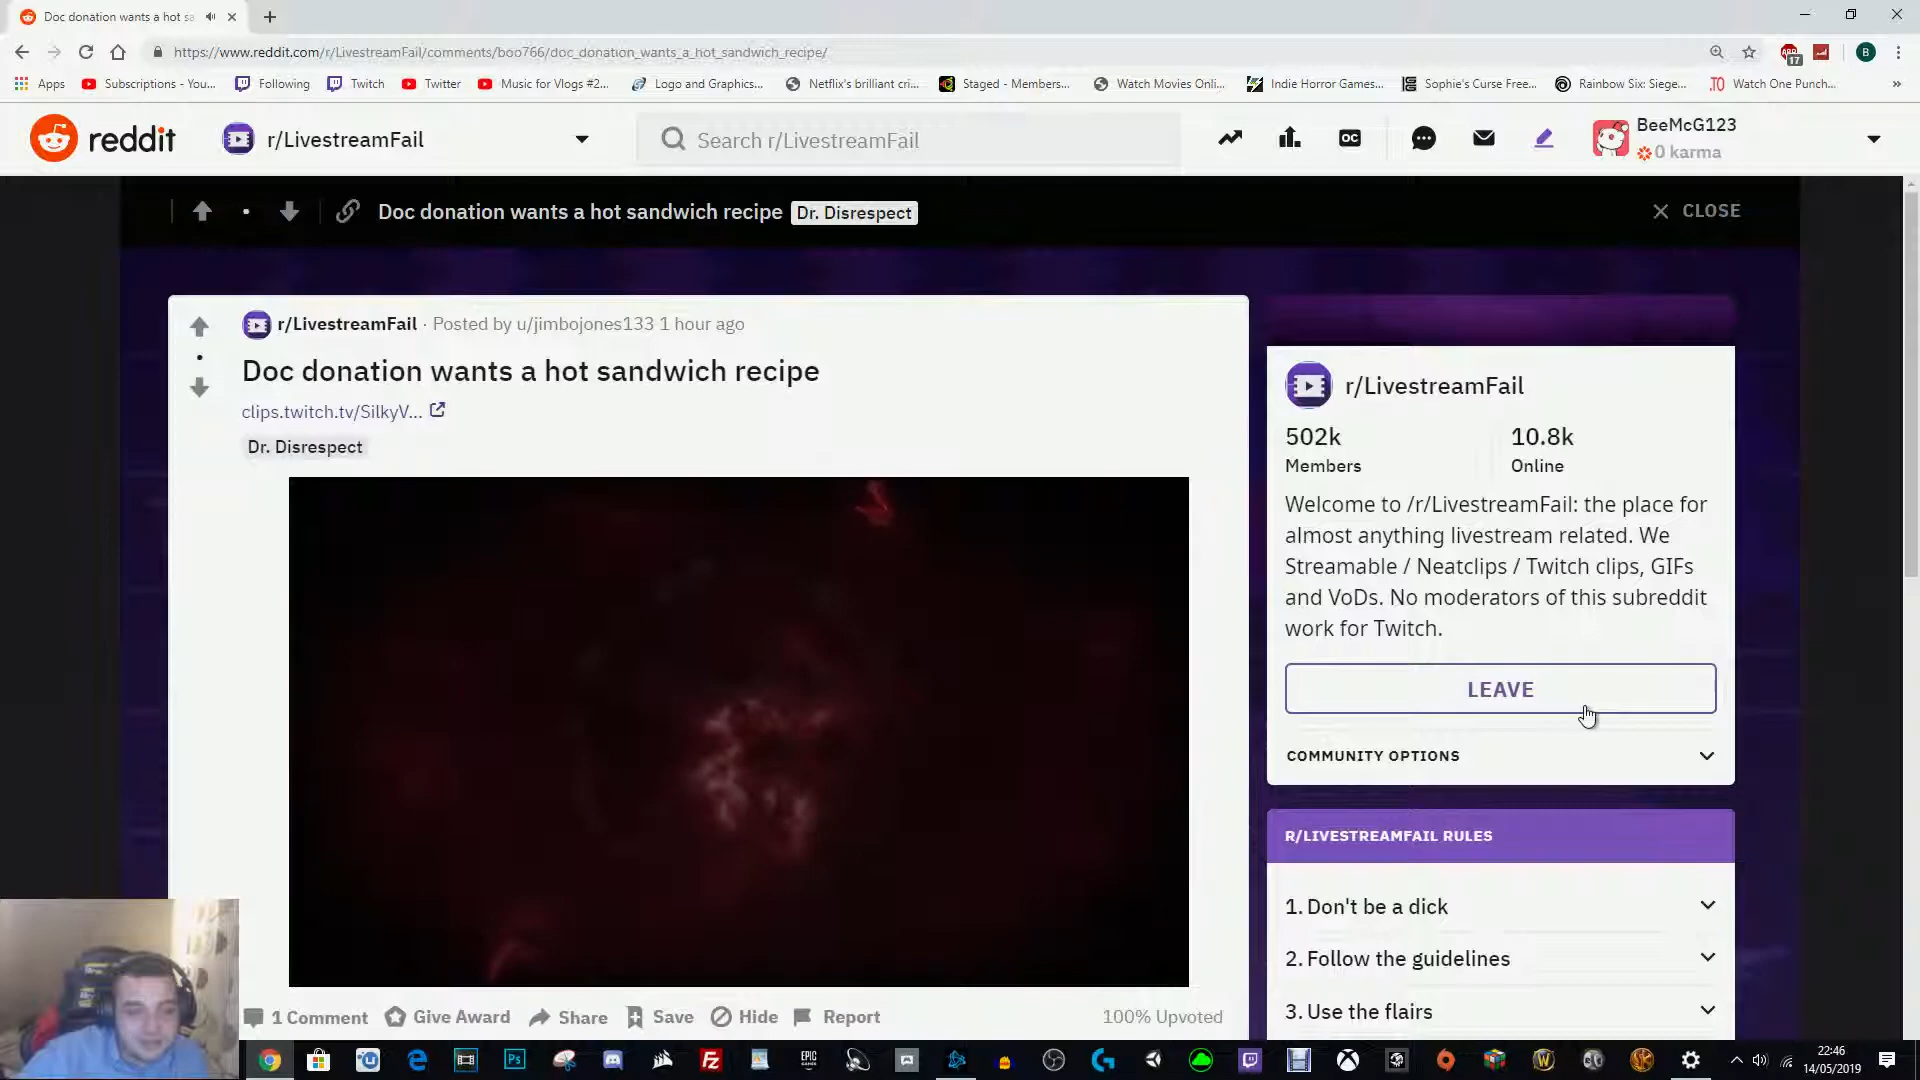 Doc donation wants a hot sa
https://www.reddit.com/r/LivestreamFail/comments/boo766/doc_donation_wants_a_hot_sandwich_recipe/
17
B
Apps
Subscriptions - You...
Following
Twitch
Twitter
Music for Vlogs #2...
Logo and Graphics...
Netflix's brilliant cri...
Staged - Members...
Watch Movies Onli...
Indie Horror Games...
Sophie's Curse Free...
Rainbow Six: Siege...
Watch One Punch...
»
reddit
r/LivestreamFail
Search r/LivestreamFail
OC
BeeMcG123
0 karma
Doc donation wants a hot sandwich recipe Dr. Disrespect
CLOSE
r/LivestreamFail · Posted by u/jimbojones133 1 hour ago
Doc donation wants a hot sandwich recipe
clips.twitch.tv/SilkyV...
Dr. Disrespect
1 Comment
Give Award
Share
Save
Hide
Report
100% Upvoted
r/LivestreamFail
502k
Members
10.8k
Online
Welcome to /r/LivestreamFail: the place for
almost anything livestream related. We
Streamable / Neatclips / Twitch clips, GIFs
and VoDs. No moderators of this subreddit
work for Twitch.
LEAVE
COMMUNITY OPTIONS
R/LIVESTREAMFAIL RULES
1. Don't be a dick
2. Follow the guidelines
3. Use the flairs
22:46
14/05/2019